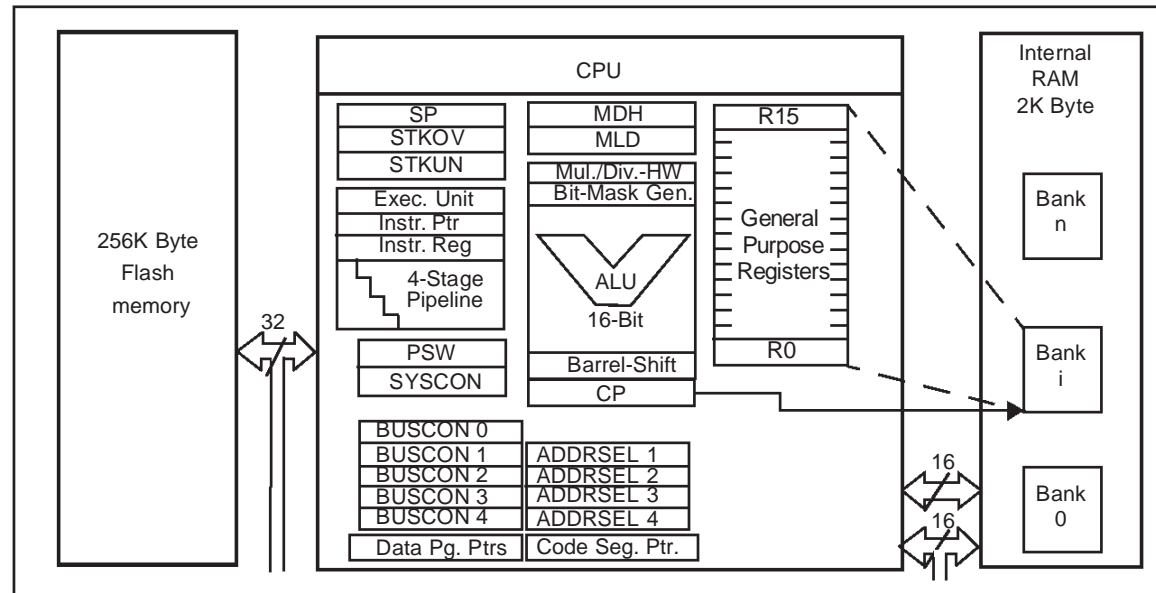 256K Byte
Flash
memory
32
CPU
SP
STKOV
STKUN
Exec. Unit
Instr. Ptr
Instr. Reg
4-Stage
Pipeline
PSW
SYSCON
BUSCON 0
BUSCON 1
BUSCON 2
BUSCON 3
BUSCON 4
Data Pg. Ptrs
MDH
MLD
Mul./Div.-HW
Bit-Mask Gen.
ALU
16-Bit
Barrel-Shift
CP
ADDRSEL 1
ADDRSEL 2
ADDRSEL 3
ADDRSEL 4
Code Seg. Ptr.
R15
General
Purpose
Registers
R0
16
16
Internal
RAM
2K Byte
Bank
n
Bank
i
Bank
0